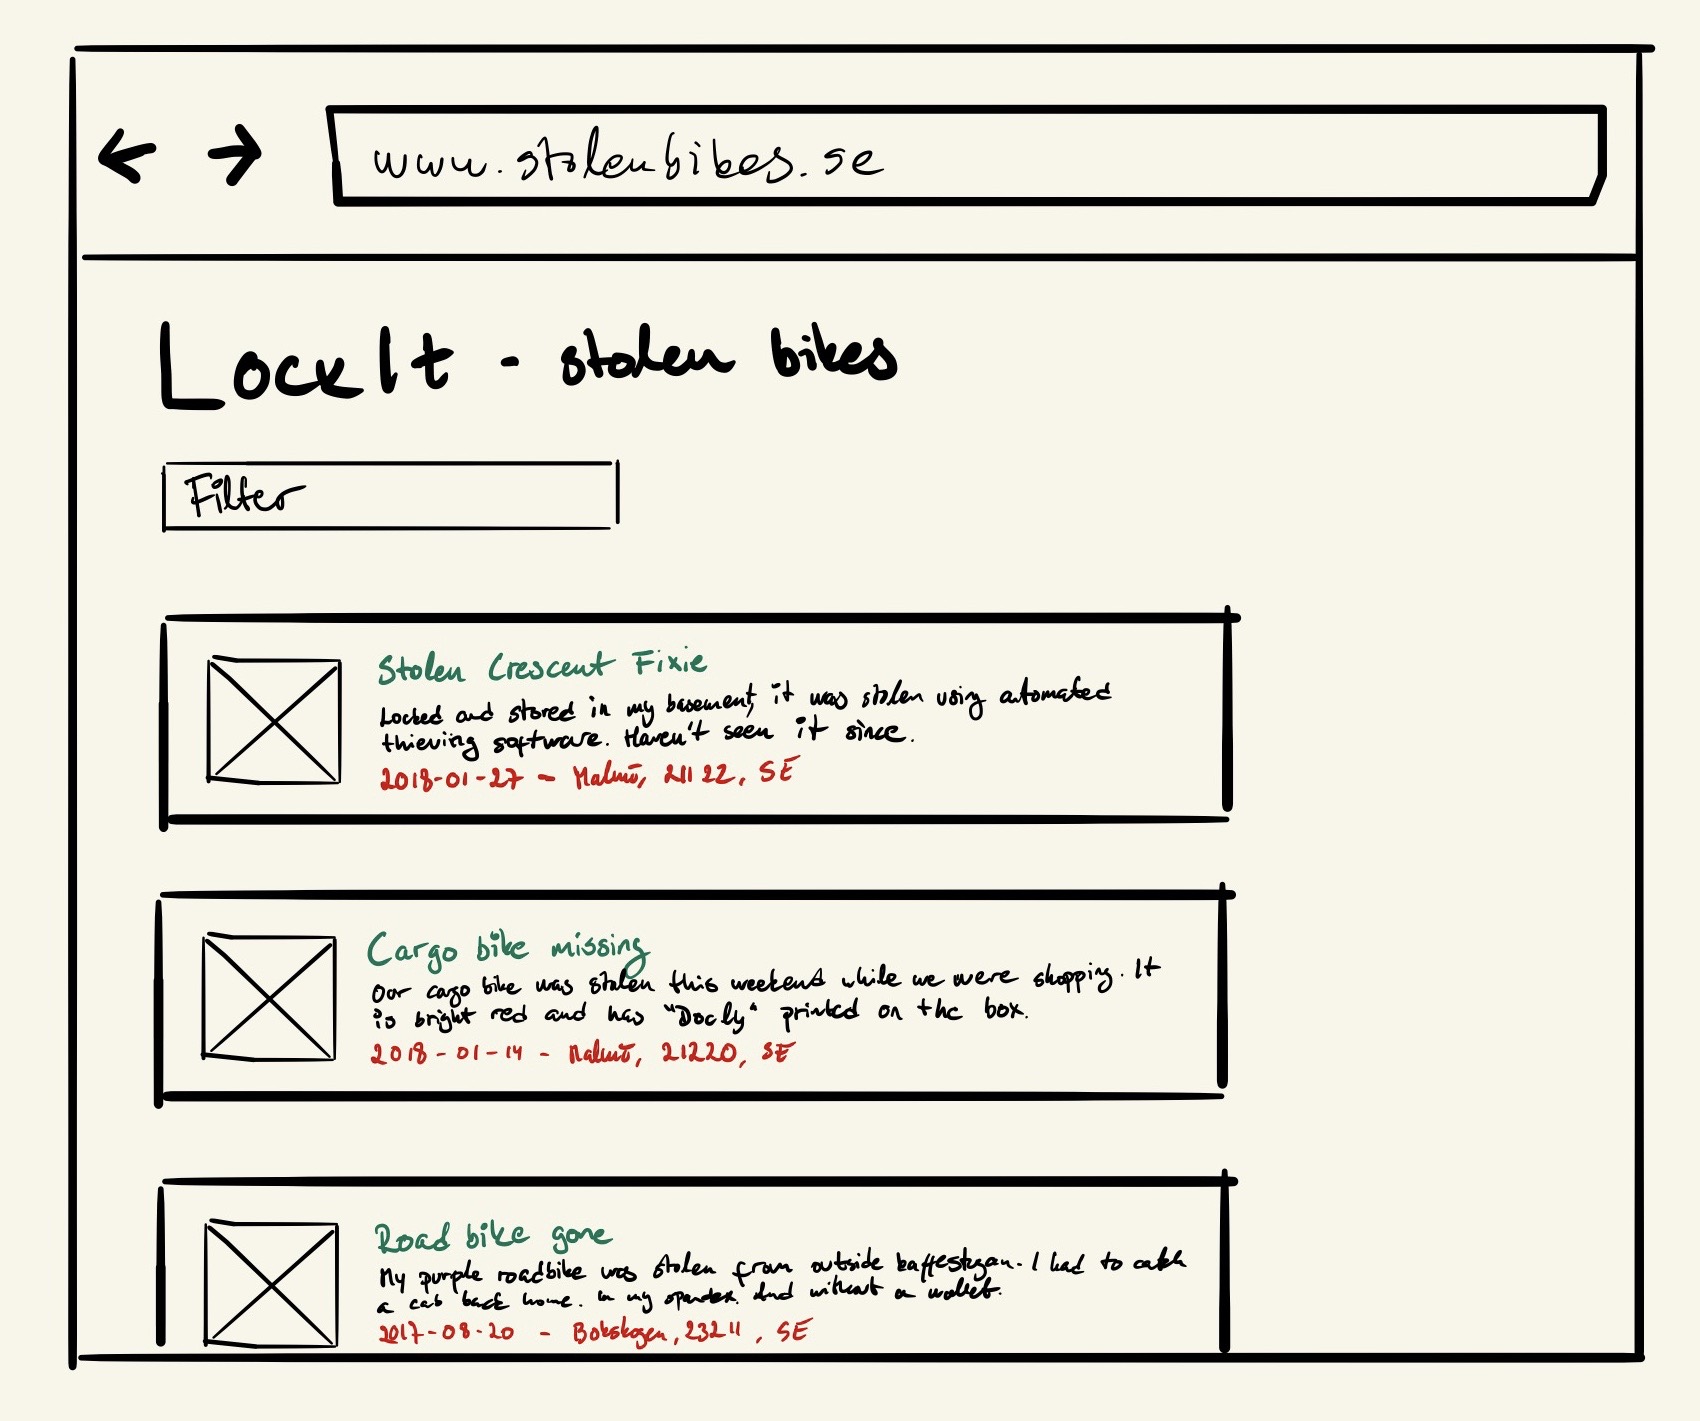 www.stolenbikes.se
LockIt - stolen bikes
Filter
Stolen Crescent Fixie
Locked and stored in my basement, it was stolen using automated
thieving software. Haven't seen it since.
2018-01-27 - Malmö, 21122, SE
Cargo bike missing
Our cargo bike was stolen this weekend while we were shopping. It
is bright red and has "Docly" printed on the box.
2018-01-14 - Malmö, 21220, SE
Road bike gone
My purple roadbike was stolen from outside kaffestugan. I had to catch
a cab back home. In my spandex. And without a wallet.
2017-08-20 - Bokskogen, 23211, SE